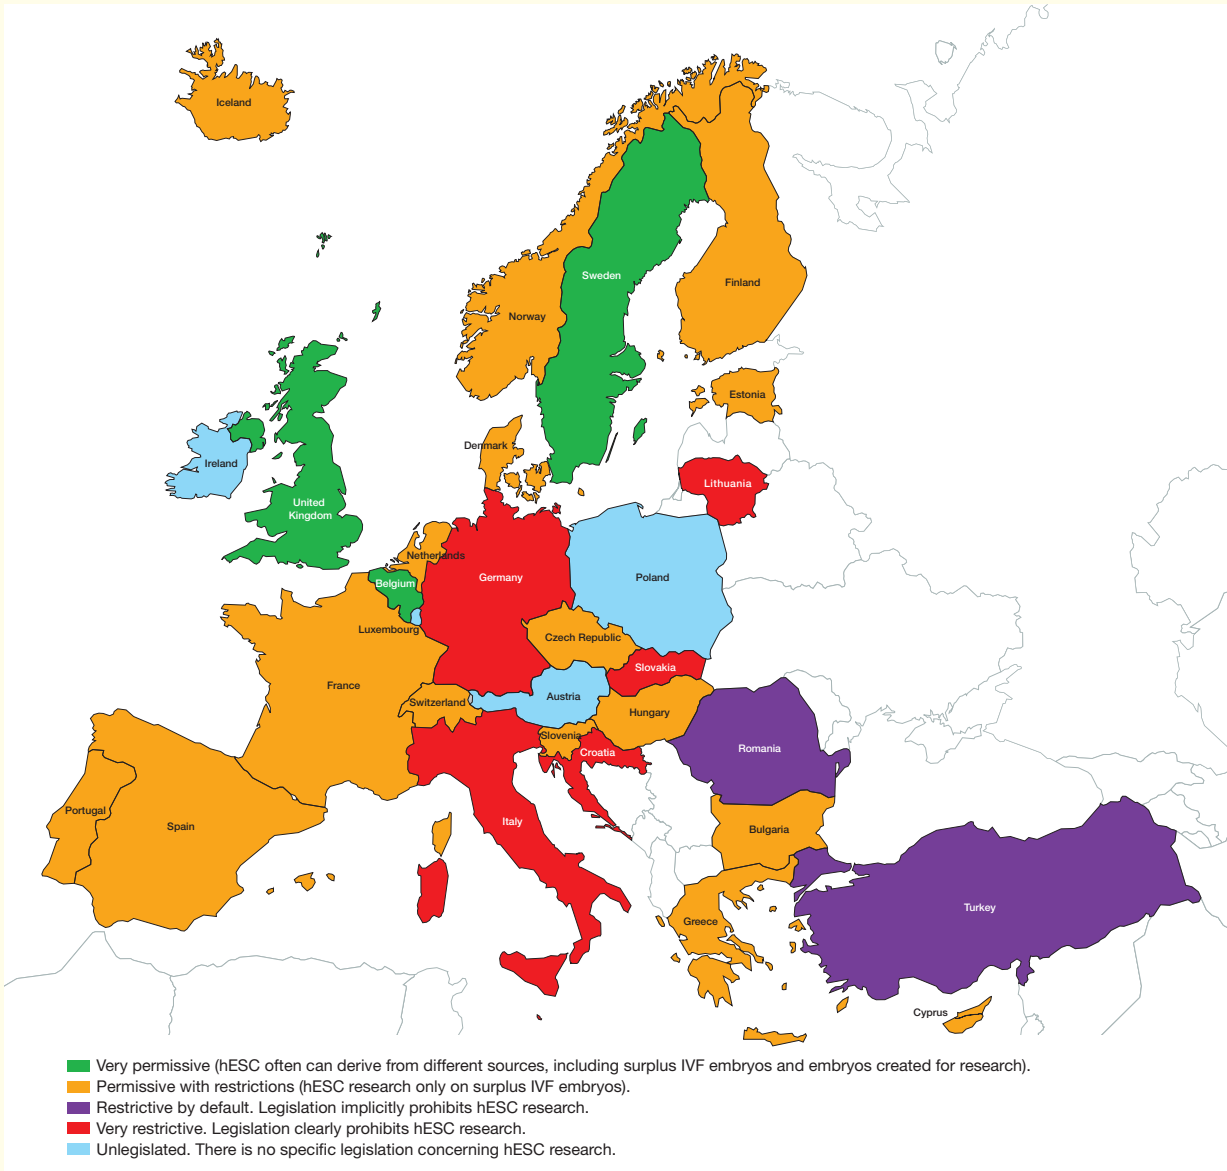 Iceland
Sweden
Finland
Norway
Estonia
Denmark
Ireland
Lithuania
United
Kingdom
Netherlands
Germany
Poland
Belgium
Luxembourg
Czech Republic
Slovakia
France
Austria
Switzerland
Hungary
Slovenia
Croatia
Romania
Portugal
Spain
Italy
Bulgaria
Turkey
Greece
Cyprus
Very permissive (hESC often can derive from different sources, including surplus IVF embryos and embryos created for research).
Permissive with restrictions (hESC research only on surplus IVF embryos).
Restrictive by default. Legislation implicitly prohibits hESC research.
Very restrictive. Legislation clearly prohibits hESC research.
Unlegislated. There is no specific legislation concerning hESC research.